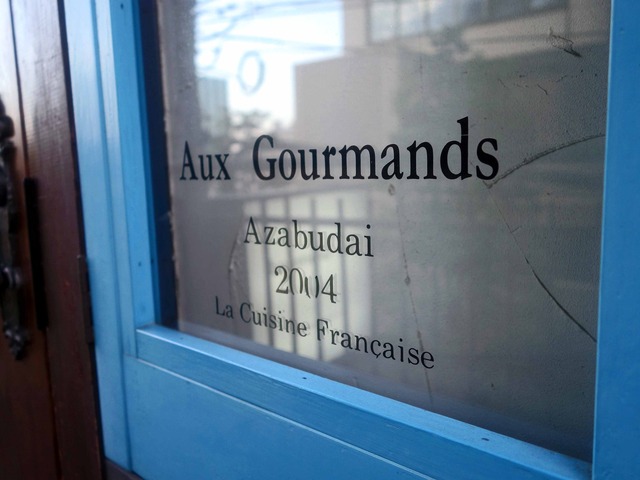 Aux Gourmands
Azabudai
2004
La Cuisine Française